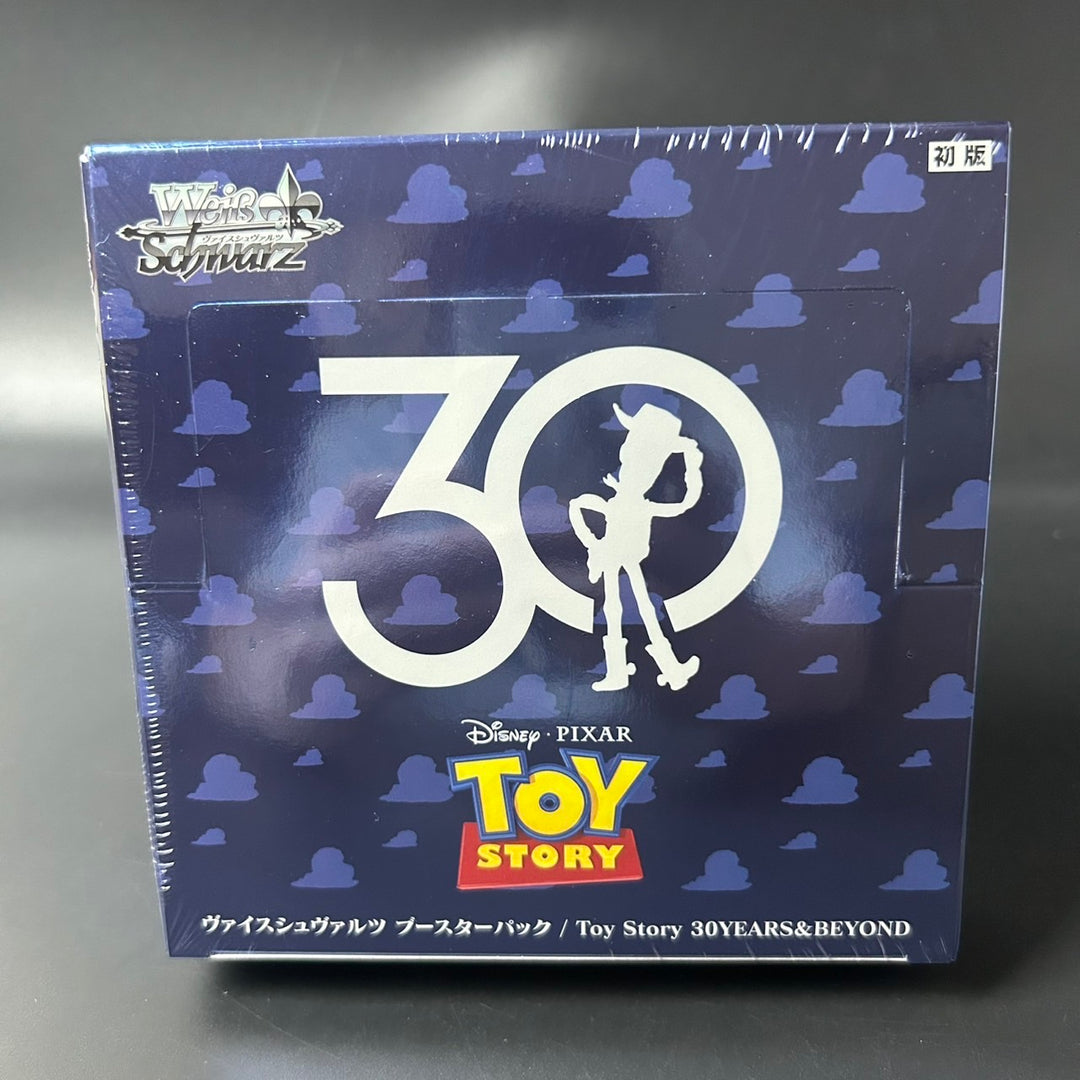 初版
Weiß
ヴァイスシュヴァルツ
Schwarz
30
Disney · PIXAR
TOY
STORY
ヴァイスシュヴァルツ ブースターパック / Toy Story 30YEARS&BEYOND